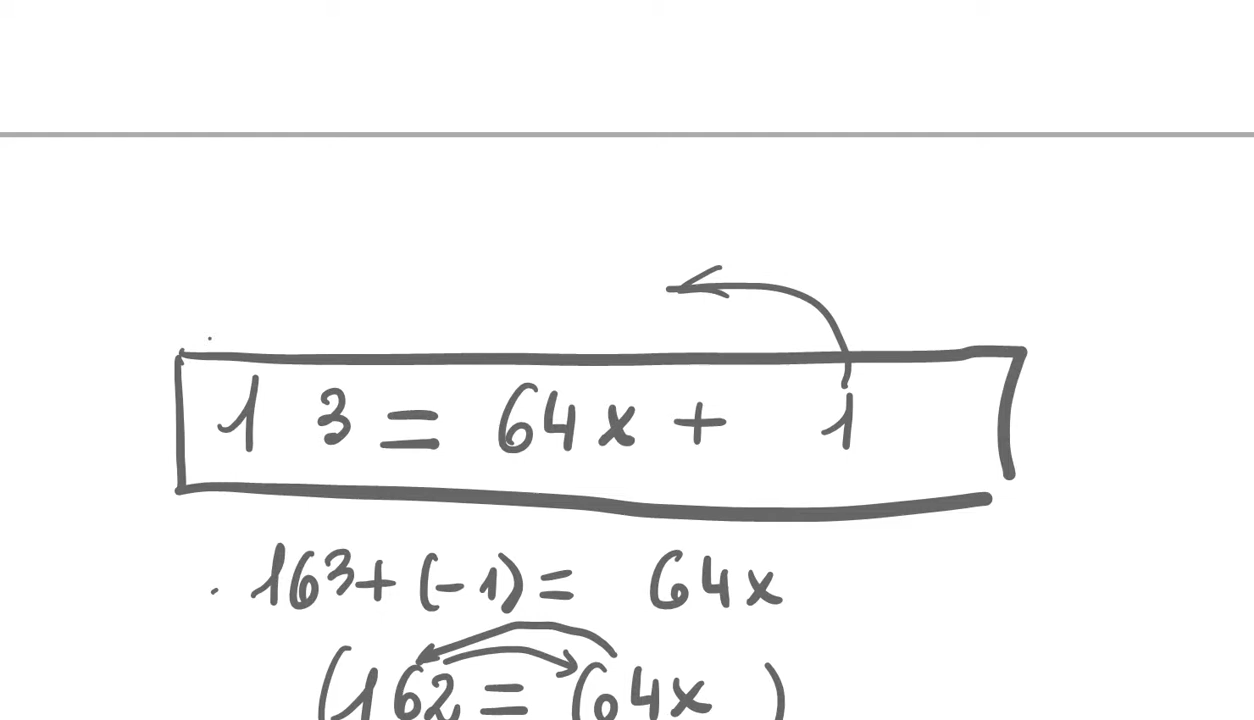 1 3 = 64x + 1
. 163 + (-1) = 64x
(162 = 64x )